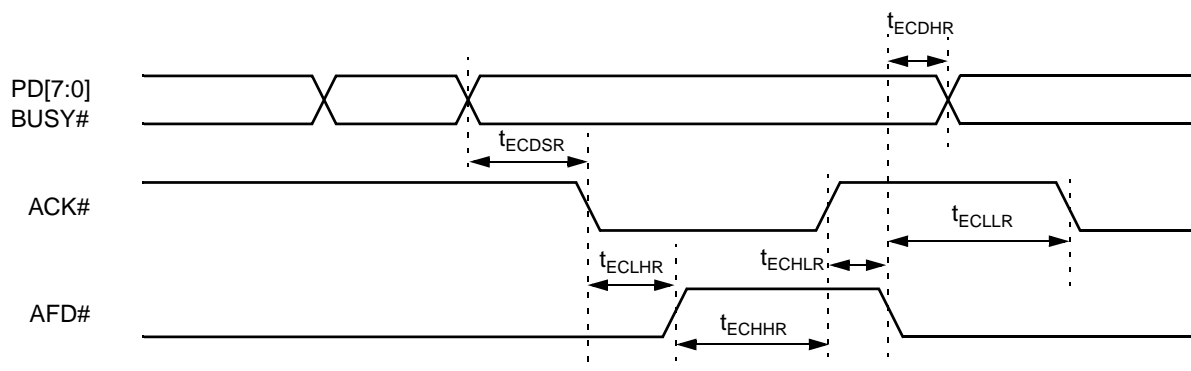 tECDHR
PD[7:0]
BUSY#
tECDSR
ACK#
tECLLR
tECLHR
tECHLR
AFD#
tECHHR